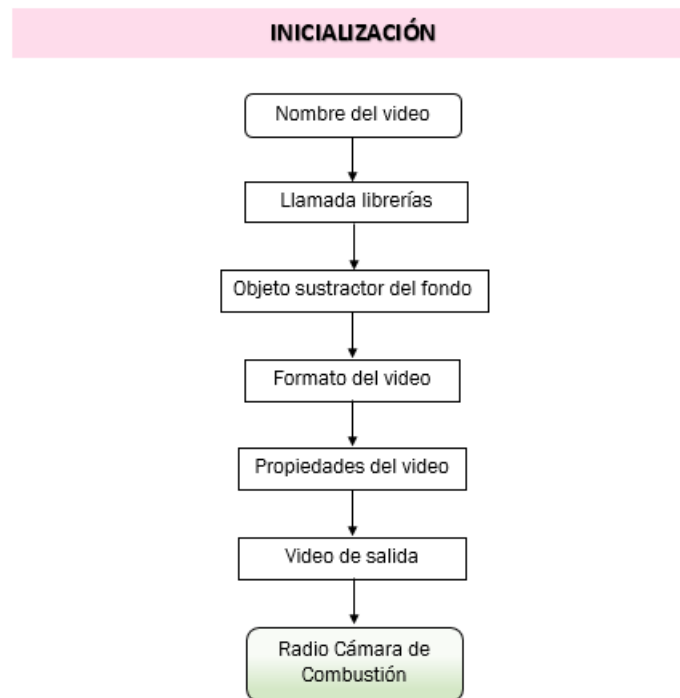 INICIALIZACIÓN
Nombre del video
Llamada librerías
Objeto sustractor del fondo
Formato del video
Propiedades del video
Video de salida
Radio Cámara de
Combustión